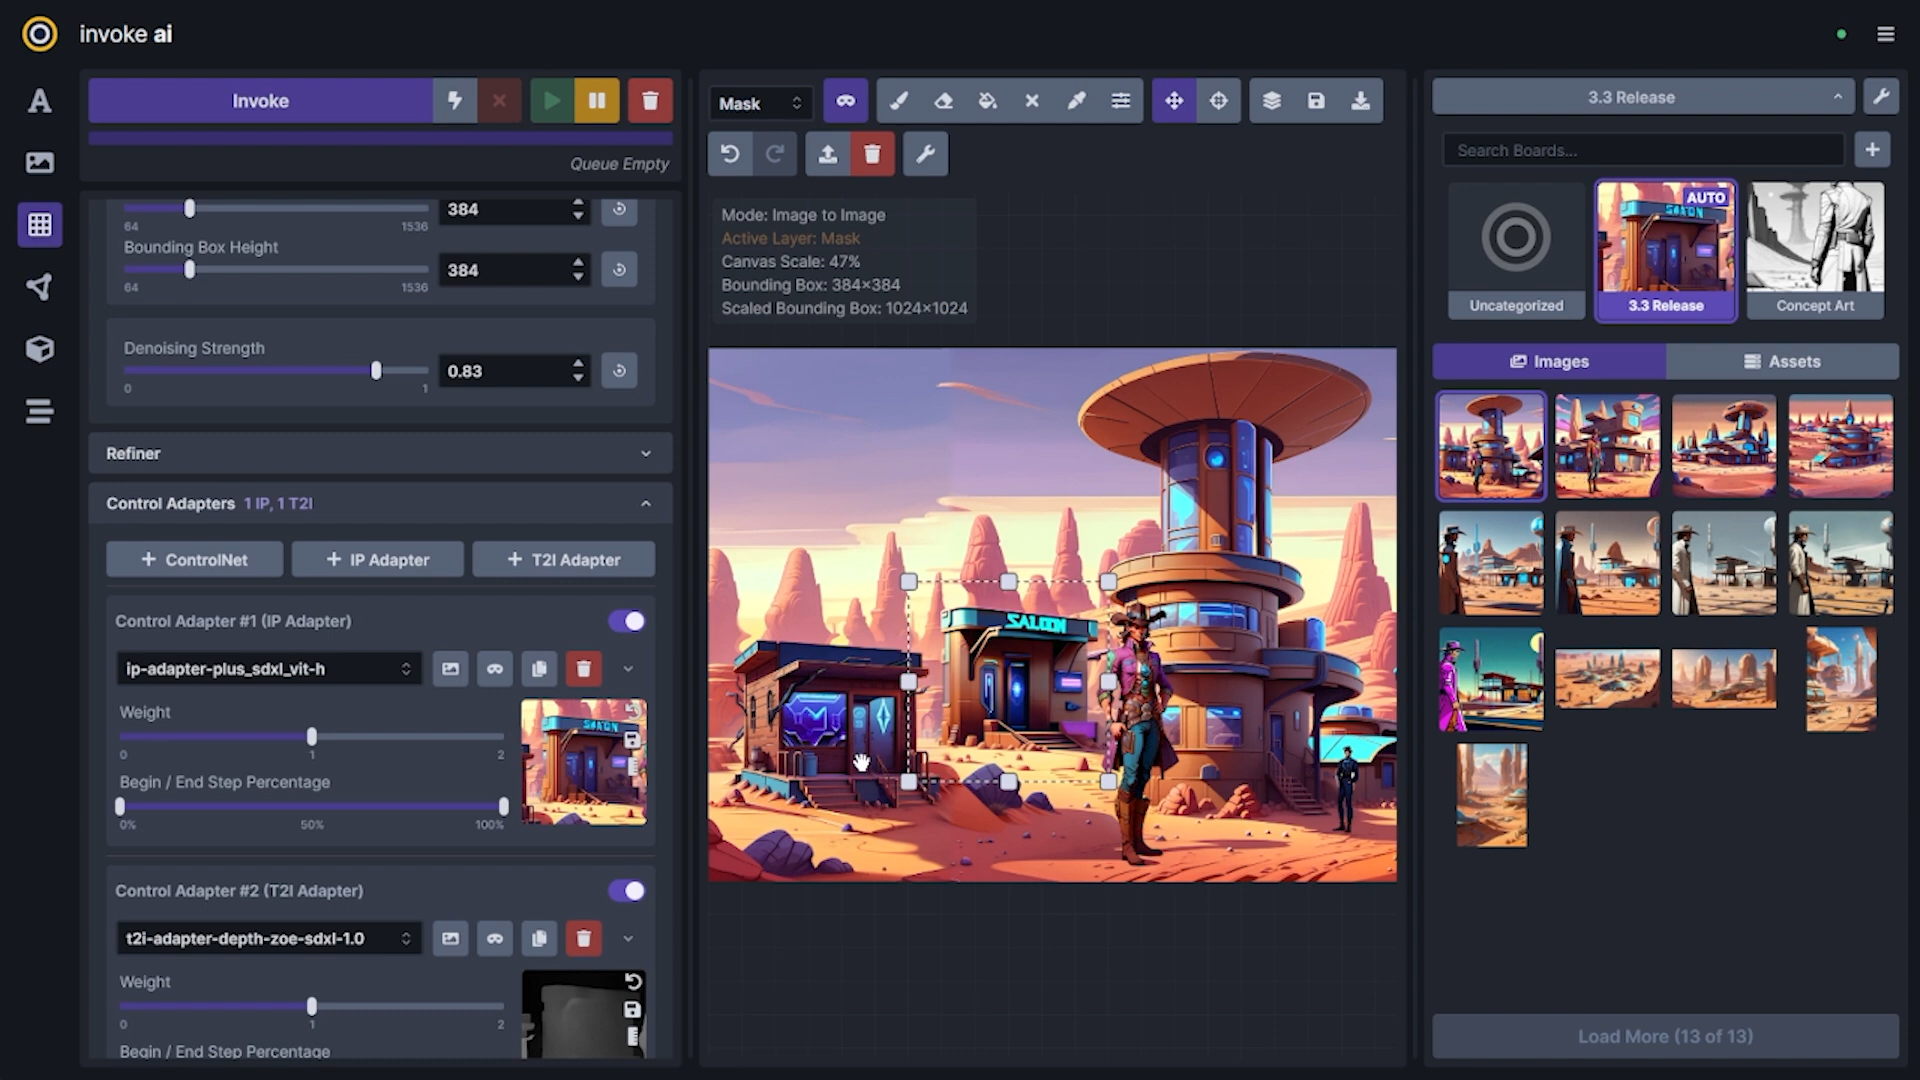 invoke ai
Invoke
Queue Empty
384
64
1536
Bounding Box Height
384
64
1536
Denoising Strength
0.83
0
1
Refiner
Control Adapters 1 IP, 1 T2I
+ ControlNet
+ IP Adapter
+ T2I Adapter
Control Adapter #1 (IP Adapter)
ip-adapter-plus_sdxl_vit-h
Weight
0
1
2
Begin / End Step Percentage
0%
50%
100%
Control Adapter #2 (T2I Adapter)
t2i-adapter-depth-zoe-sdxl-1.0
Weight
0
1
2
Begin / End Step Percentage
Mask
Mode: Image to Image
Active Layer: Mask
Canvas Scale: 47%
Bounding Box: 384×384
Scaled Bounding Box: 1024×1024
SALOON
3.3 Release
Search Boards...
AUTO
Uncategorized
3.3 Release
Concept Art
Images
Assets
Load More (13 of 13)